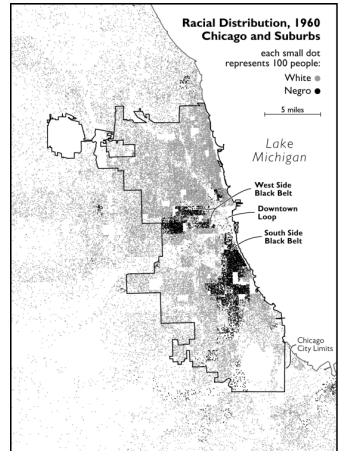 Racial Distribution, 1960
Chicago and Suburbs
each small dot
represents 100 people:
White
Negro
5 miles
Lake
Michigan
West Side
Black Belt
Downtown
Loop
South Side
Black Belt
Chicago
City Limits